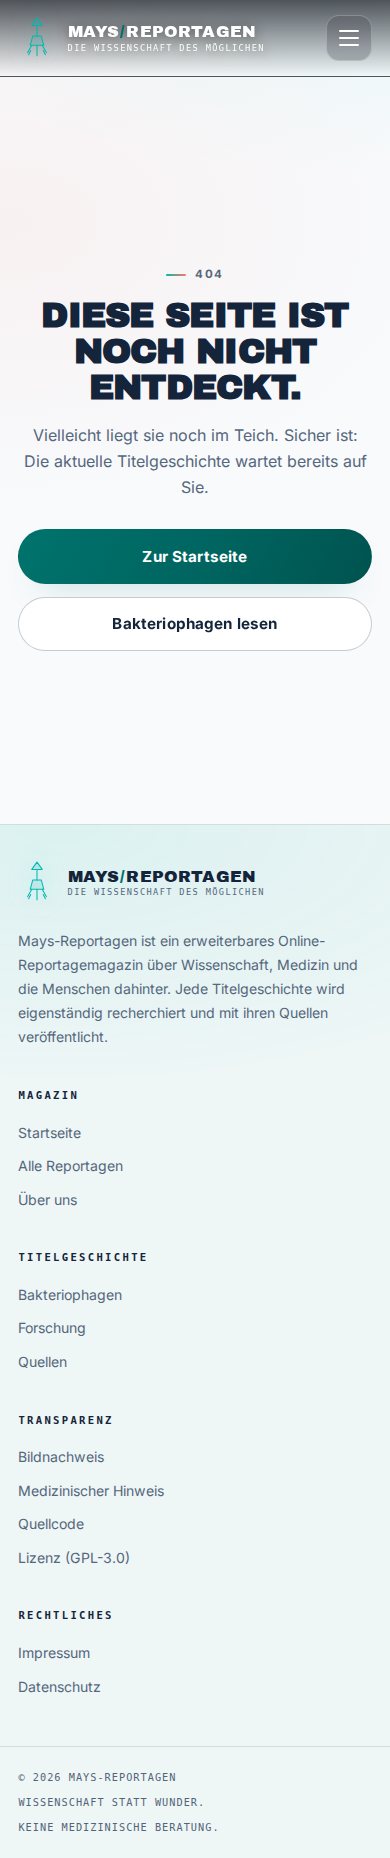 MAYS/REPORTAGEN
DIE WISSENSCHAFT DES MÖGLICHEN
404
DIESE SEITE IST
NOCH NICHT
ENTDECKT.
Vielleicht liegt sie noch im Teich. Sicher ist:
Die aktuelle Titelgeschichte wartet bereits auf
Sie.
Zur Startseite
Bakteriophagen lesen
MAYS/REPORTAGEN
DIE WISSENSCHAFT DES MÖGLICHEN
Mays-Reportagen ist ein erweiterbares Online-
Reportagemagazin über Wissenschaft, Medizin und
die Menschen dahinter. Jede Titelgeschichte wird
eigenständig recherchiert und mit ihren Quellen
veröffentlicht.
MAGAZIN
Startseite
Alle Reportagen
Über uns
TITELGESCHICHTE
Bakteriophagen
Forschung
Quellen
TRANSPARENZ
Bildnachweis
Medizinischer Hinweis
Quellcode
Lizenz (GPL-3.0)
RECHTLICHES
Impressum
Datenschutz
© 2026 MAYS-REPORTAGEN
WISSENSCHAFT STATT WUNDER.
KEINE MEDIZINISCHE BERATUNG.